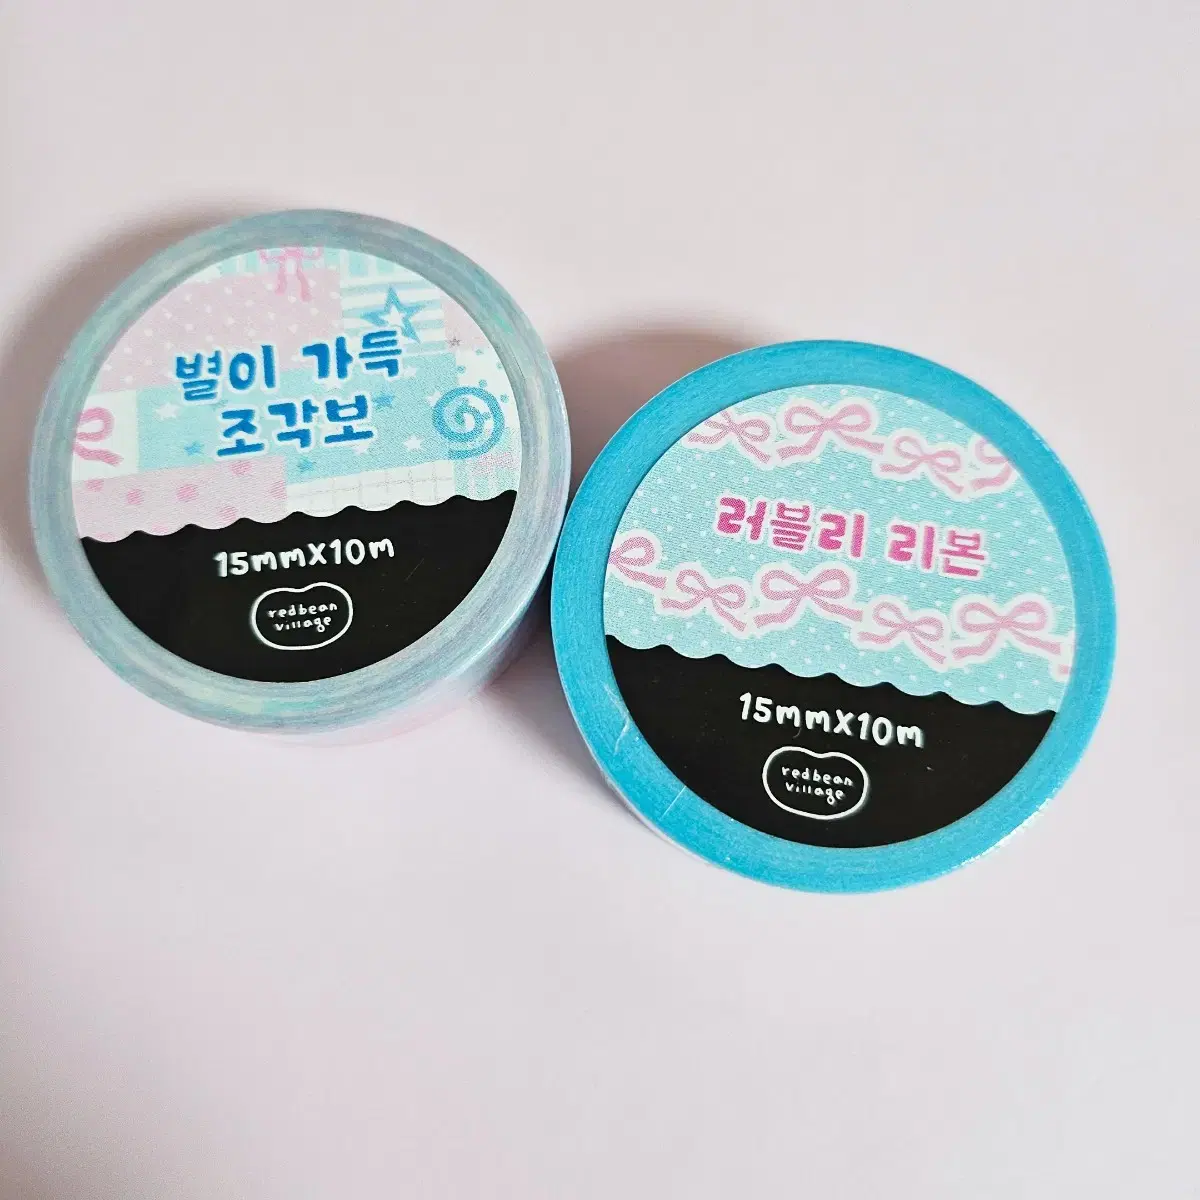 별이 가득
조각보
15mmX10m
redbean
village
러블리 리본
15mmX10m
redbean
village